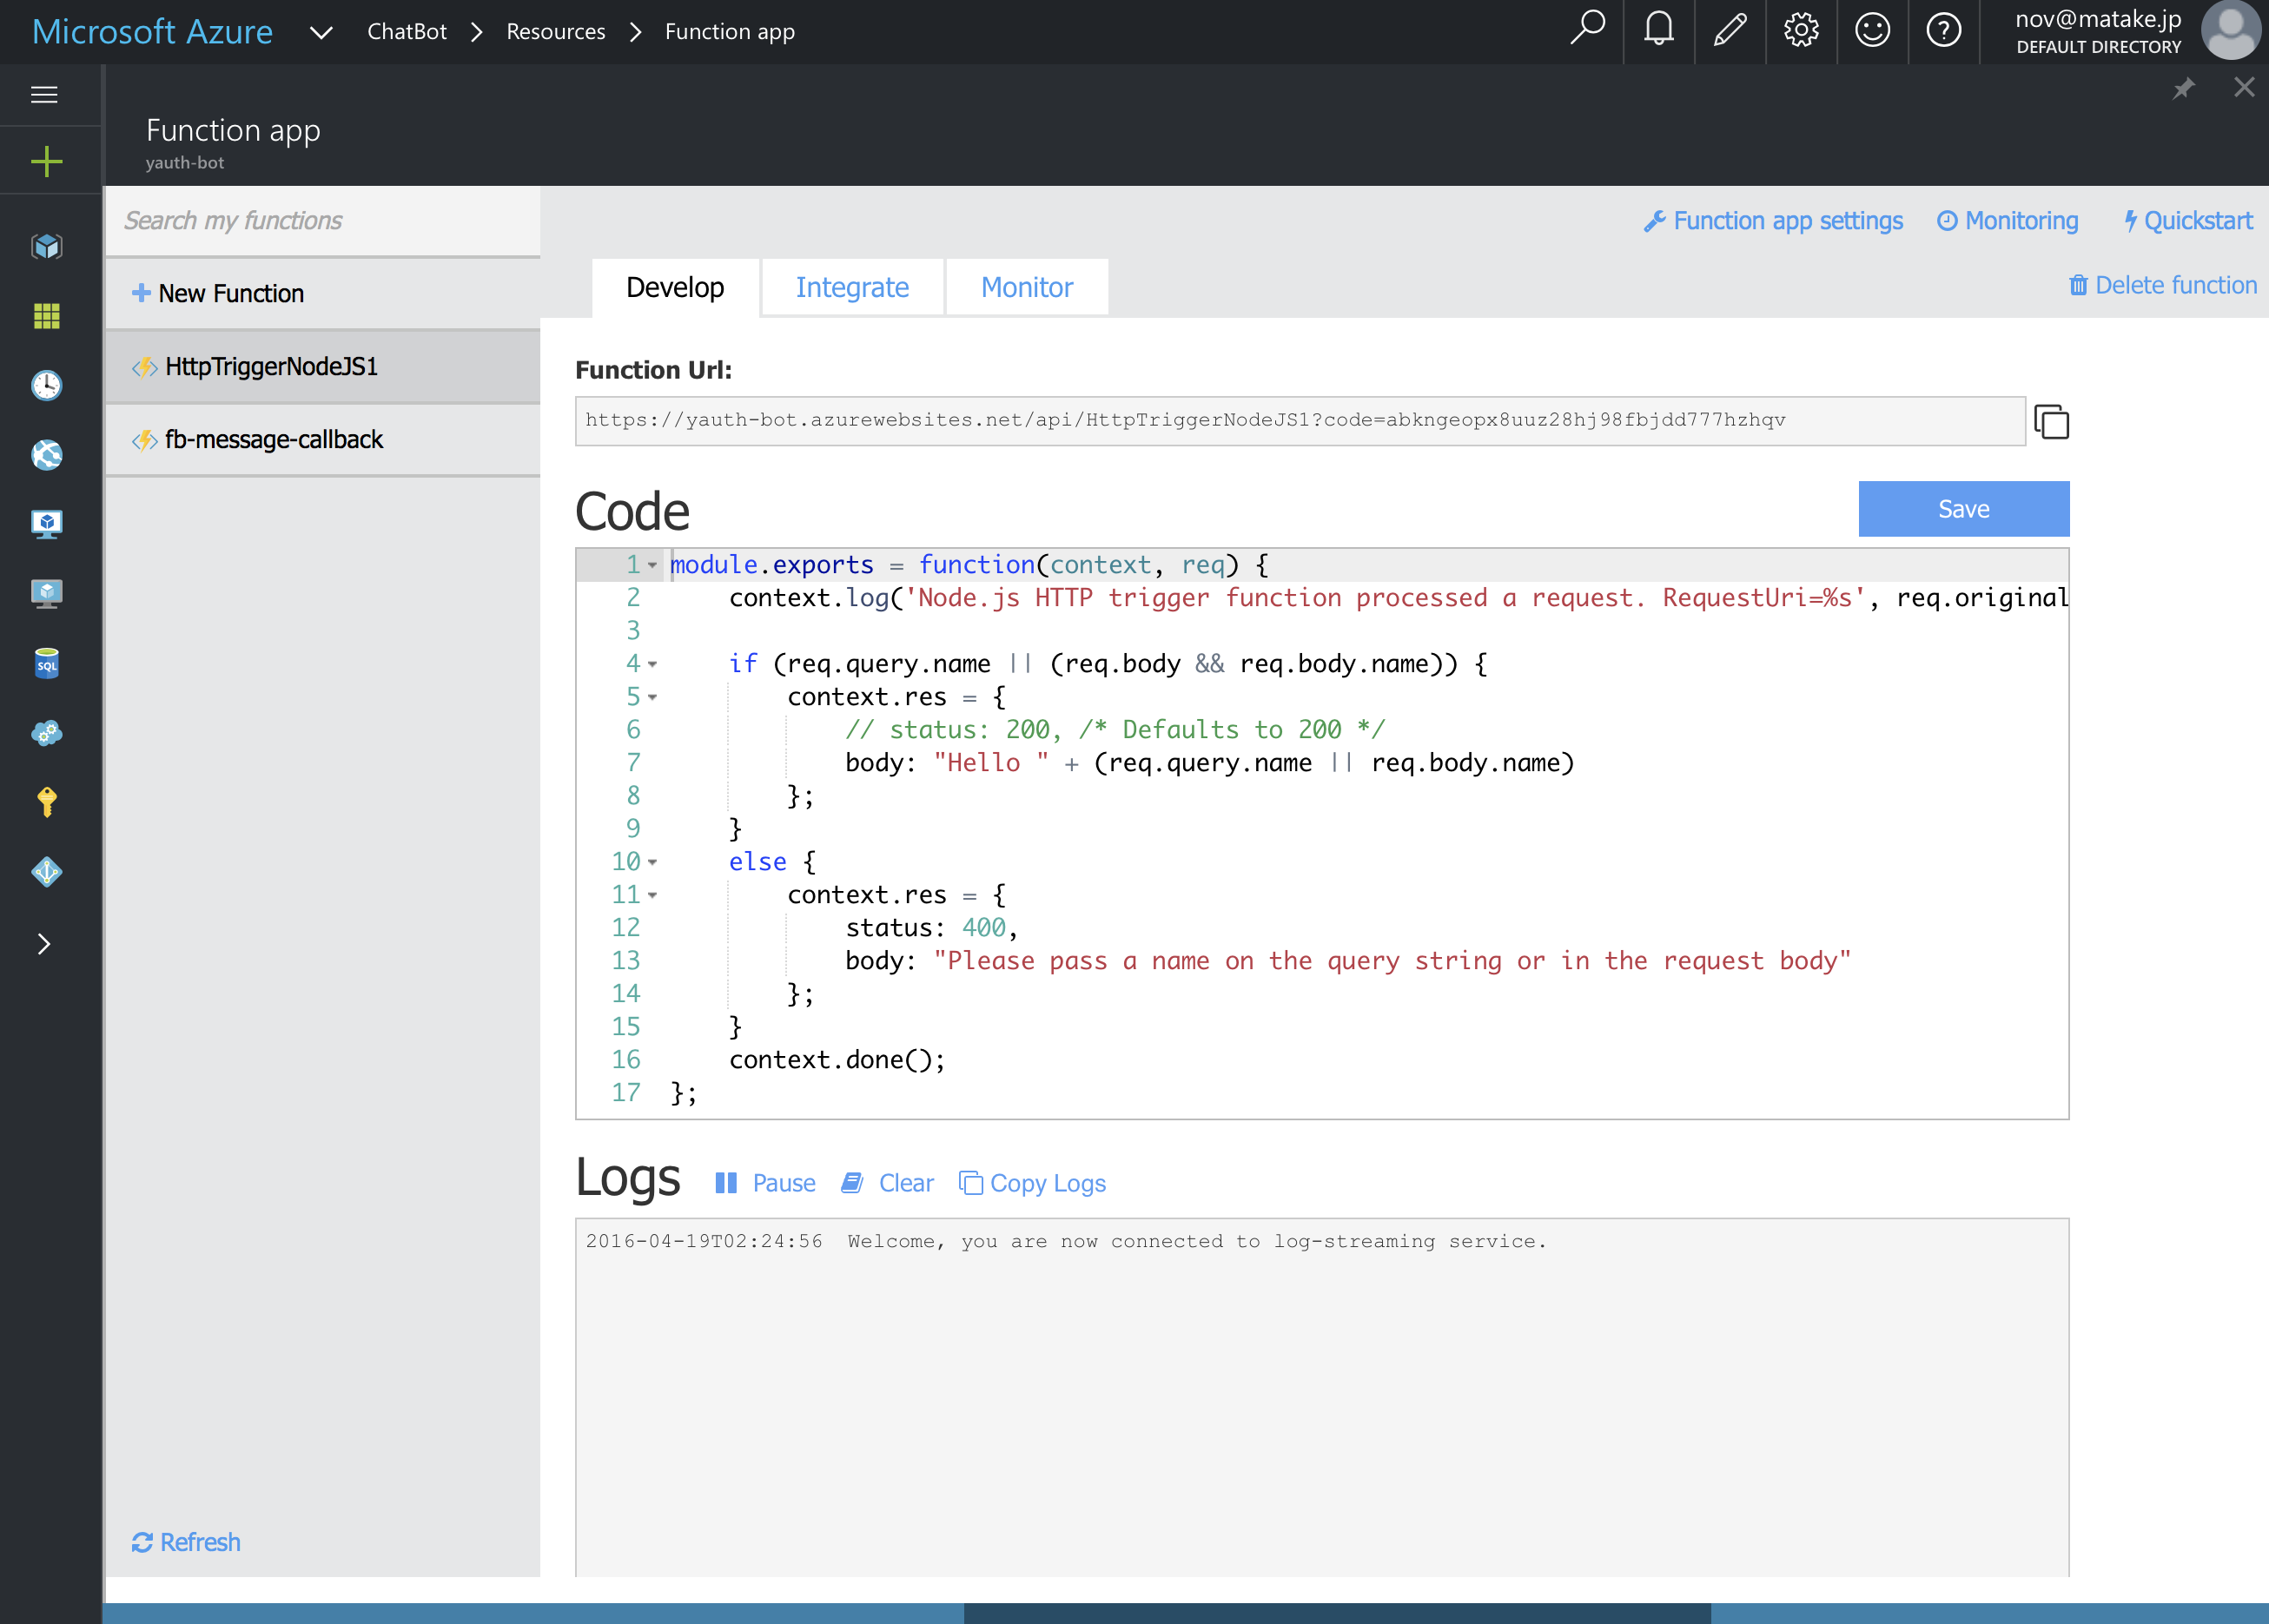 Microsoft Azure ChatBot Resources Function app
nov@matake.jp
DEFAULT DIRECTORY
Function app
yauth-bot
Search my functions
New Function
HttpTriggerNodeJS1
fb-message-callback
Refresh
Function app settings Monitoring Quickstart
Develop Integrate Monitor Delete function
Function Url:
https://yauth-bot.azurewebsites.net/api/HttpTriggerNodeJS1?code=abkngeopx8uuz28hj98fbjdd777hzhqv
Code Save
1 module.exports = function(context, req) {
2 context.log('Node.js HTTP trigger function processed a request. RequestUri=%s', req.original
3
4 if (req.query.name || (req.body && req.body.name)) {
5 context.res = {
6 // status: 200, /* Defaults to 200 */
7 body: "Hello " + (req.query.name || req.body.name)
8 };
9 }
10 else {
11 context.res = {
12 status: 400,
13 body: "Please pass a name on the query string or in the request body"
14 };
15 }
16 context.done();
17 };
Logs Pause Clear Copy Logs
2016-04-19T02:24:56 Welcome, you are now connected to log-streaming service.
SQL